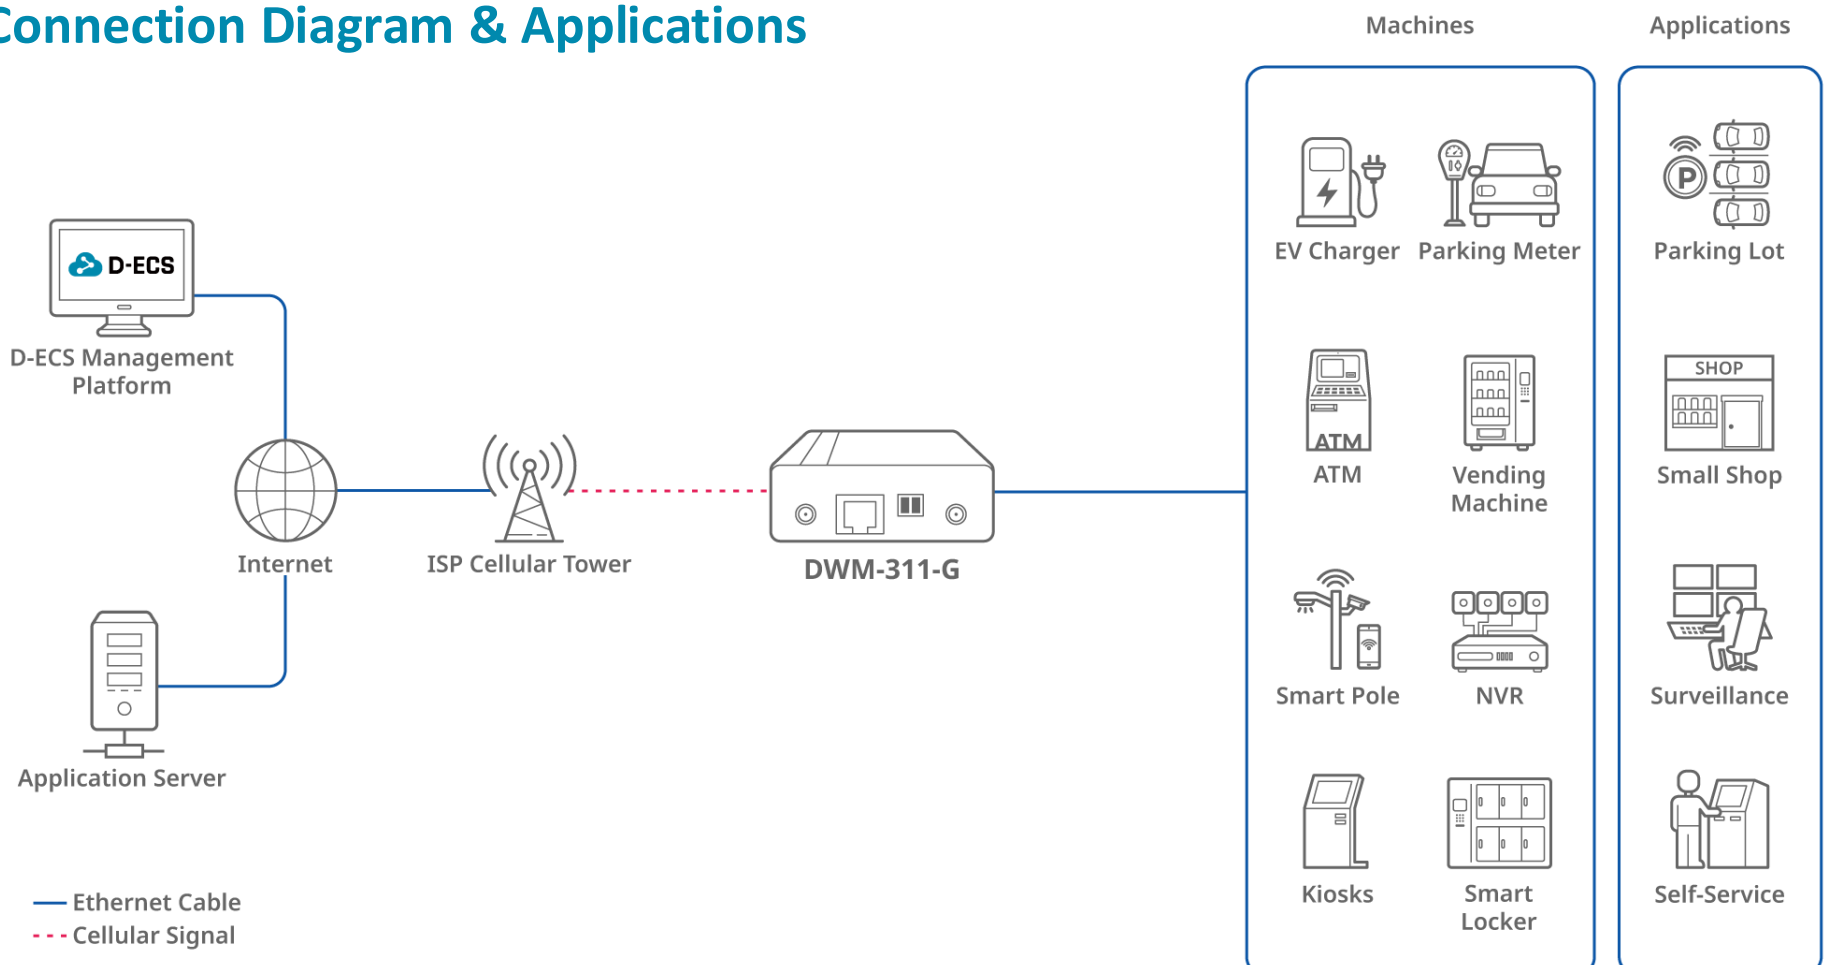 Connection Diagram & Applications
Machines
Applications
D-ECS
D-ECS Management
Platform
Internet
ISP Cellular Tower
DWM-311-G
Application Server
Ethernet Cable
Cellular Signal
EV Charger
Parking Meter
ATM
ATM
Vending
Machine
Smart Pole
NVR
Kiosks
Smart
Locker
P
Parking Lot
SHOP
Small Shop
Surveillance
Self-Service